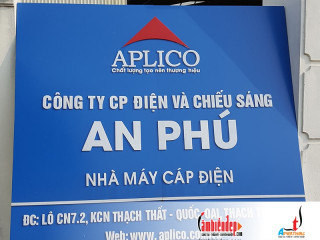 APLICO
Chất lượng tạo nên thương hiệu
CÔNG TY CP ĐIỆN VÀ CHIẾU SÁNG
AN PHÚ
NHÀ MÁY CÁP ĐIỆN
ĐC: LÔ CN7.2, KCN THẠCH THẤT - QUỐC OAI, THẠCH
Web: www.aplico.com